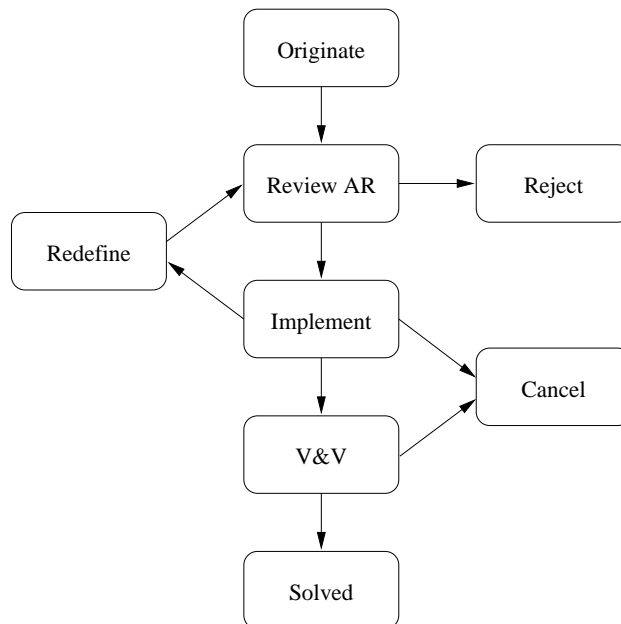 Originate
Review AR
Reject
Redefine
Implement
Cancel
V&V
Solved